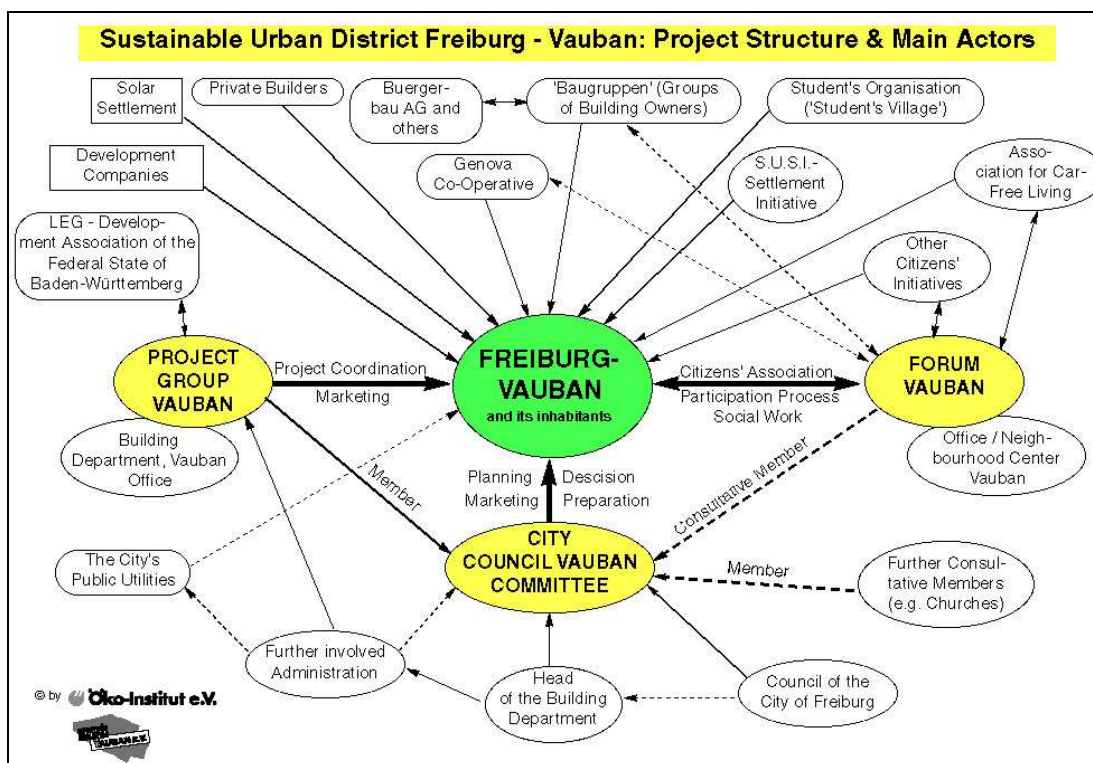 Sustainable Urban District Freiburg - Vauban: Project Structure & Main Actors
Solar
Settlement
Private Builders
Buerger-
bau AG and
others
'Baugruppen' (Groups
of Building Owners)
Student's Organisation
('Student's Village')
Development
Companies
Genova
Co-Operative
S.U.S.I.-
Settlement
Initiative
Asso-
ciation for Car-
Free Living
LEG - Develop-
ment Association of the
Federal State of
Baden-Württemberg
Other
Citizens'
Initiatives
PROJECT
GROUP
VAUBAN
Project Coordination
Marketing
FREIBURG-
VAUBAN
and its inhabitants
Citizens' Association
Participation Process
Social Work
FORUM
VAUBAN
Building
Department, Vauban
Office
Office / Neigh-
bourhood Center
Vauban
Member
Planning
Marketing
Descision
Preparation
Consultative Member
The City's
Public Utilities
CITY
COUNCIL VAUBAN
COMMITTEE
Member
Further Consul-
tative Members
(e.g. Churches)
Further involved
Administration
Head
of the Building
Department
Council of the
City of Freiburg
© by Öko-Institut e.V.